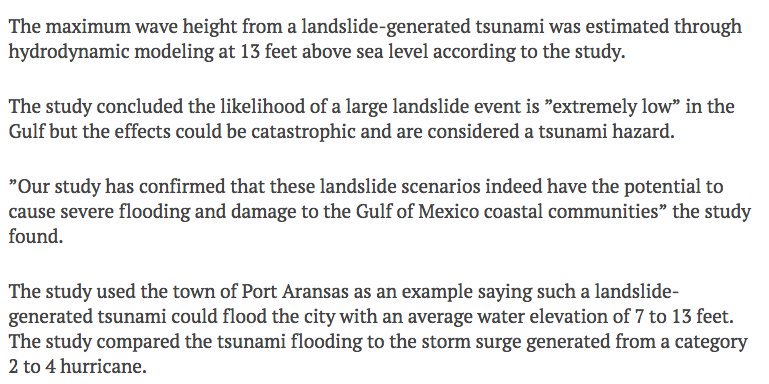 The maximum wave height from a landslide-generated tsunami was estimated through
hydrodynamic modeling at 13 feet above sea level according to the study.
The study concluded the likelihood of a large landslide event is ”extremely low” in the
Gulf but the effects could be catastrophic and are considered a tsunami hazard.
”Our study has confirmed that these landslide scenarios indeed have the potential to
cause severe flooding and damage to the Gulf of Mexico coastal communities” the study
found.
The study used the town of Port Aransas as an example saying such a landslide-
generated tsunami could flood the city with an average water elevation of 7 to 13 feet.
The study compared the tsunami flooding to the storm surge generated from a category
2 to 4 hurricane.